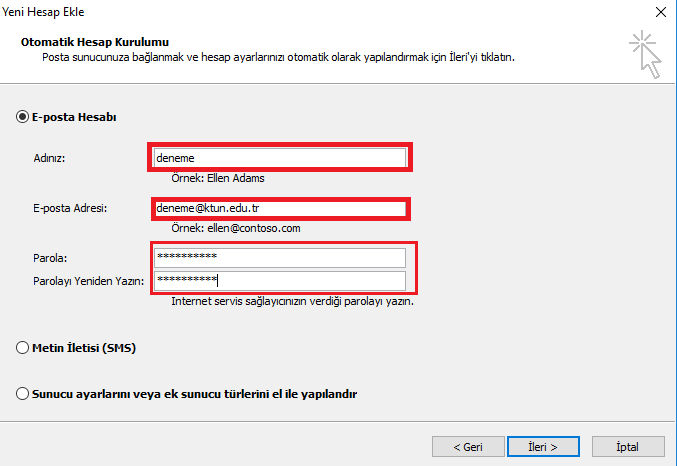 Yeni Hesap Ekle
Otomatik Hesap Kurulumu
Posta sunucunuza bağlanmak ve hesap ayarlarınızı otomatik olarak yapılandırmak için İleri'yi tıklatın.
E-posta Hesabı
Adınız: deneme
Örnek: Ellen Adams
E-posta Adresi: deneme@ktun.edu.tr
Örnek: ellen@contoso.com
Parola: **********
Parolayı Yeniden Yazın: **********
İnternet servis sağlayıcınızın verdiği parolayı yazın.
Metin İletisi (SMS)
Sunucu ayarlarını veya ek sunucu türlerini el ile yapılandır
< Geri İleri > İptal